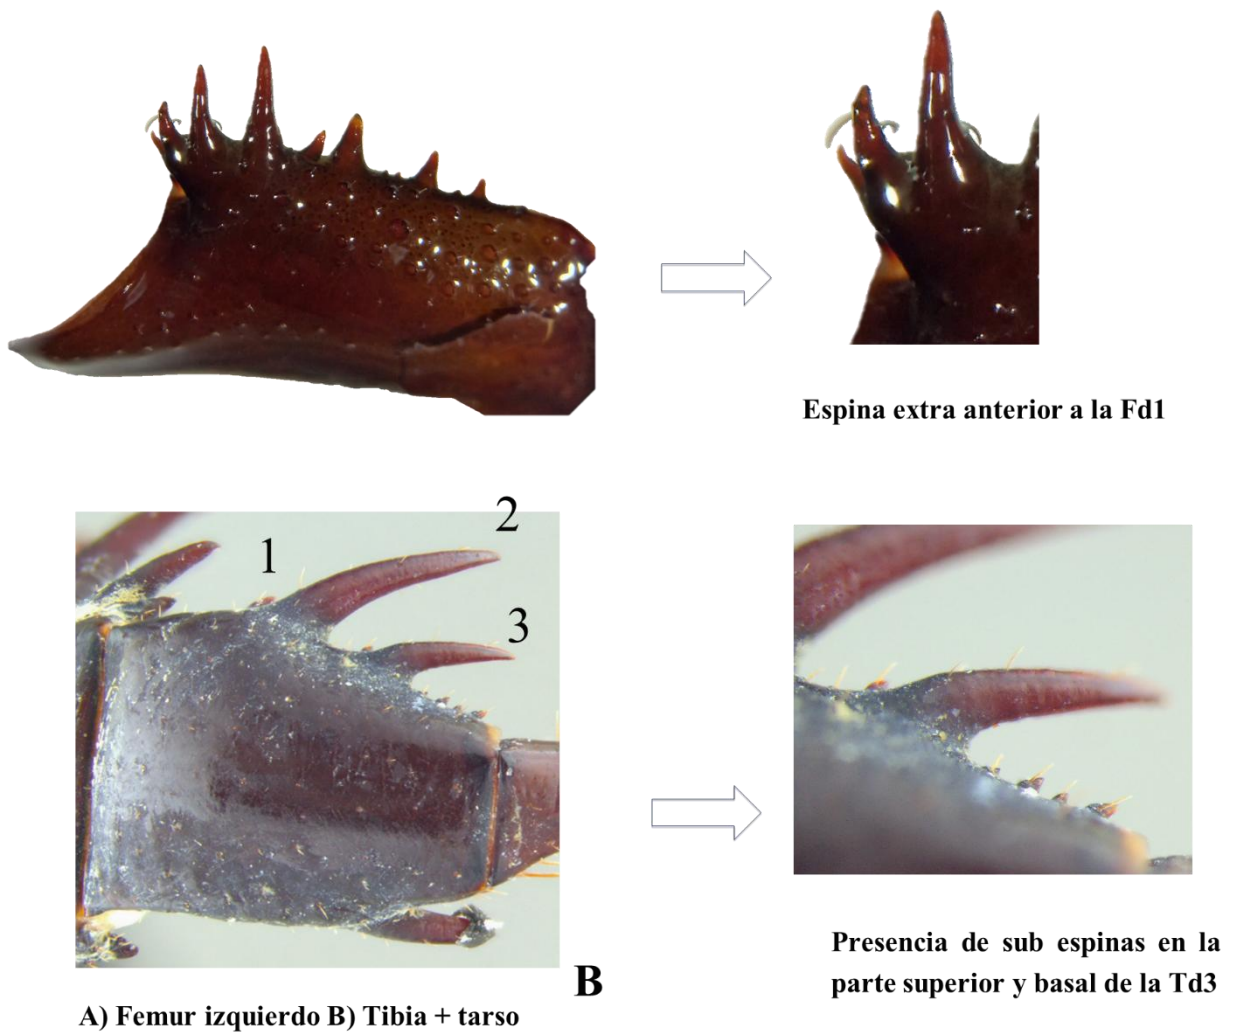 Espina extra anterior a la Fd1
1
2
3
B
Presencia de sub espinas en la
parte superior y basal de la Td3
A) Femur izquierdo B) Tibia + tarso